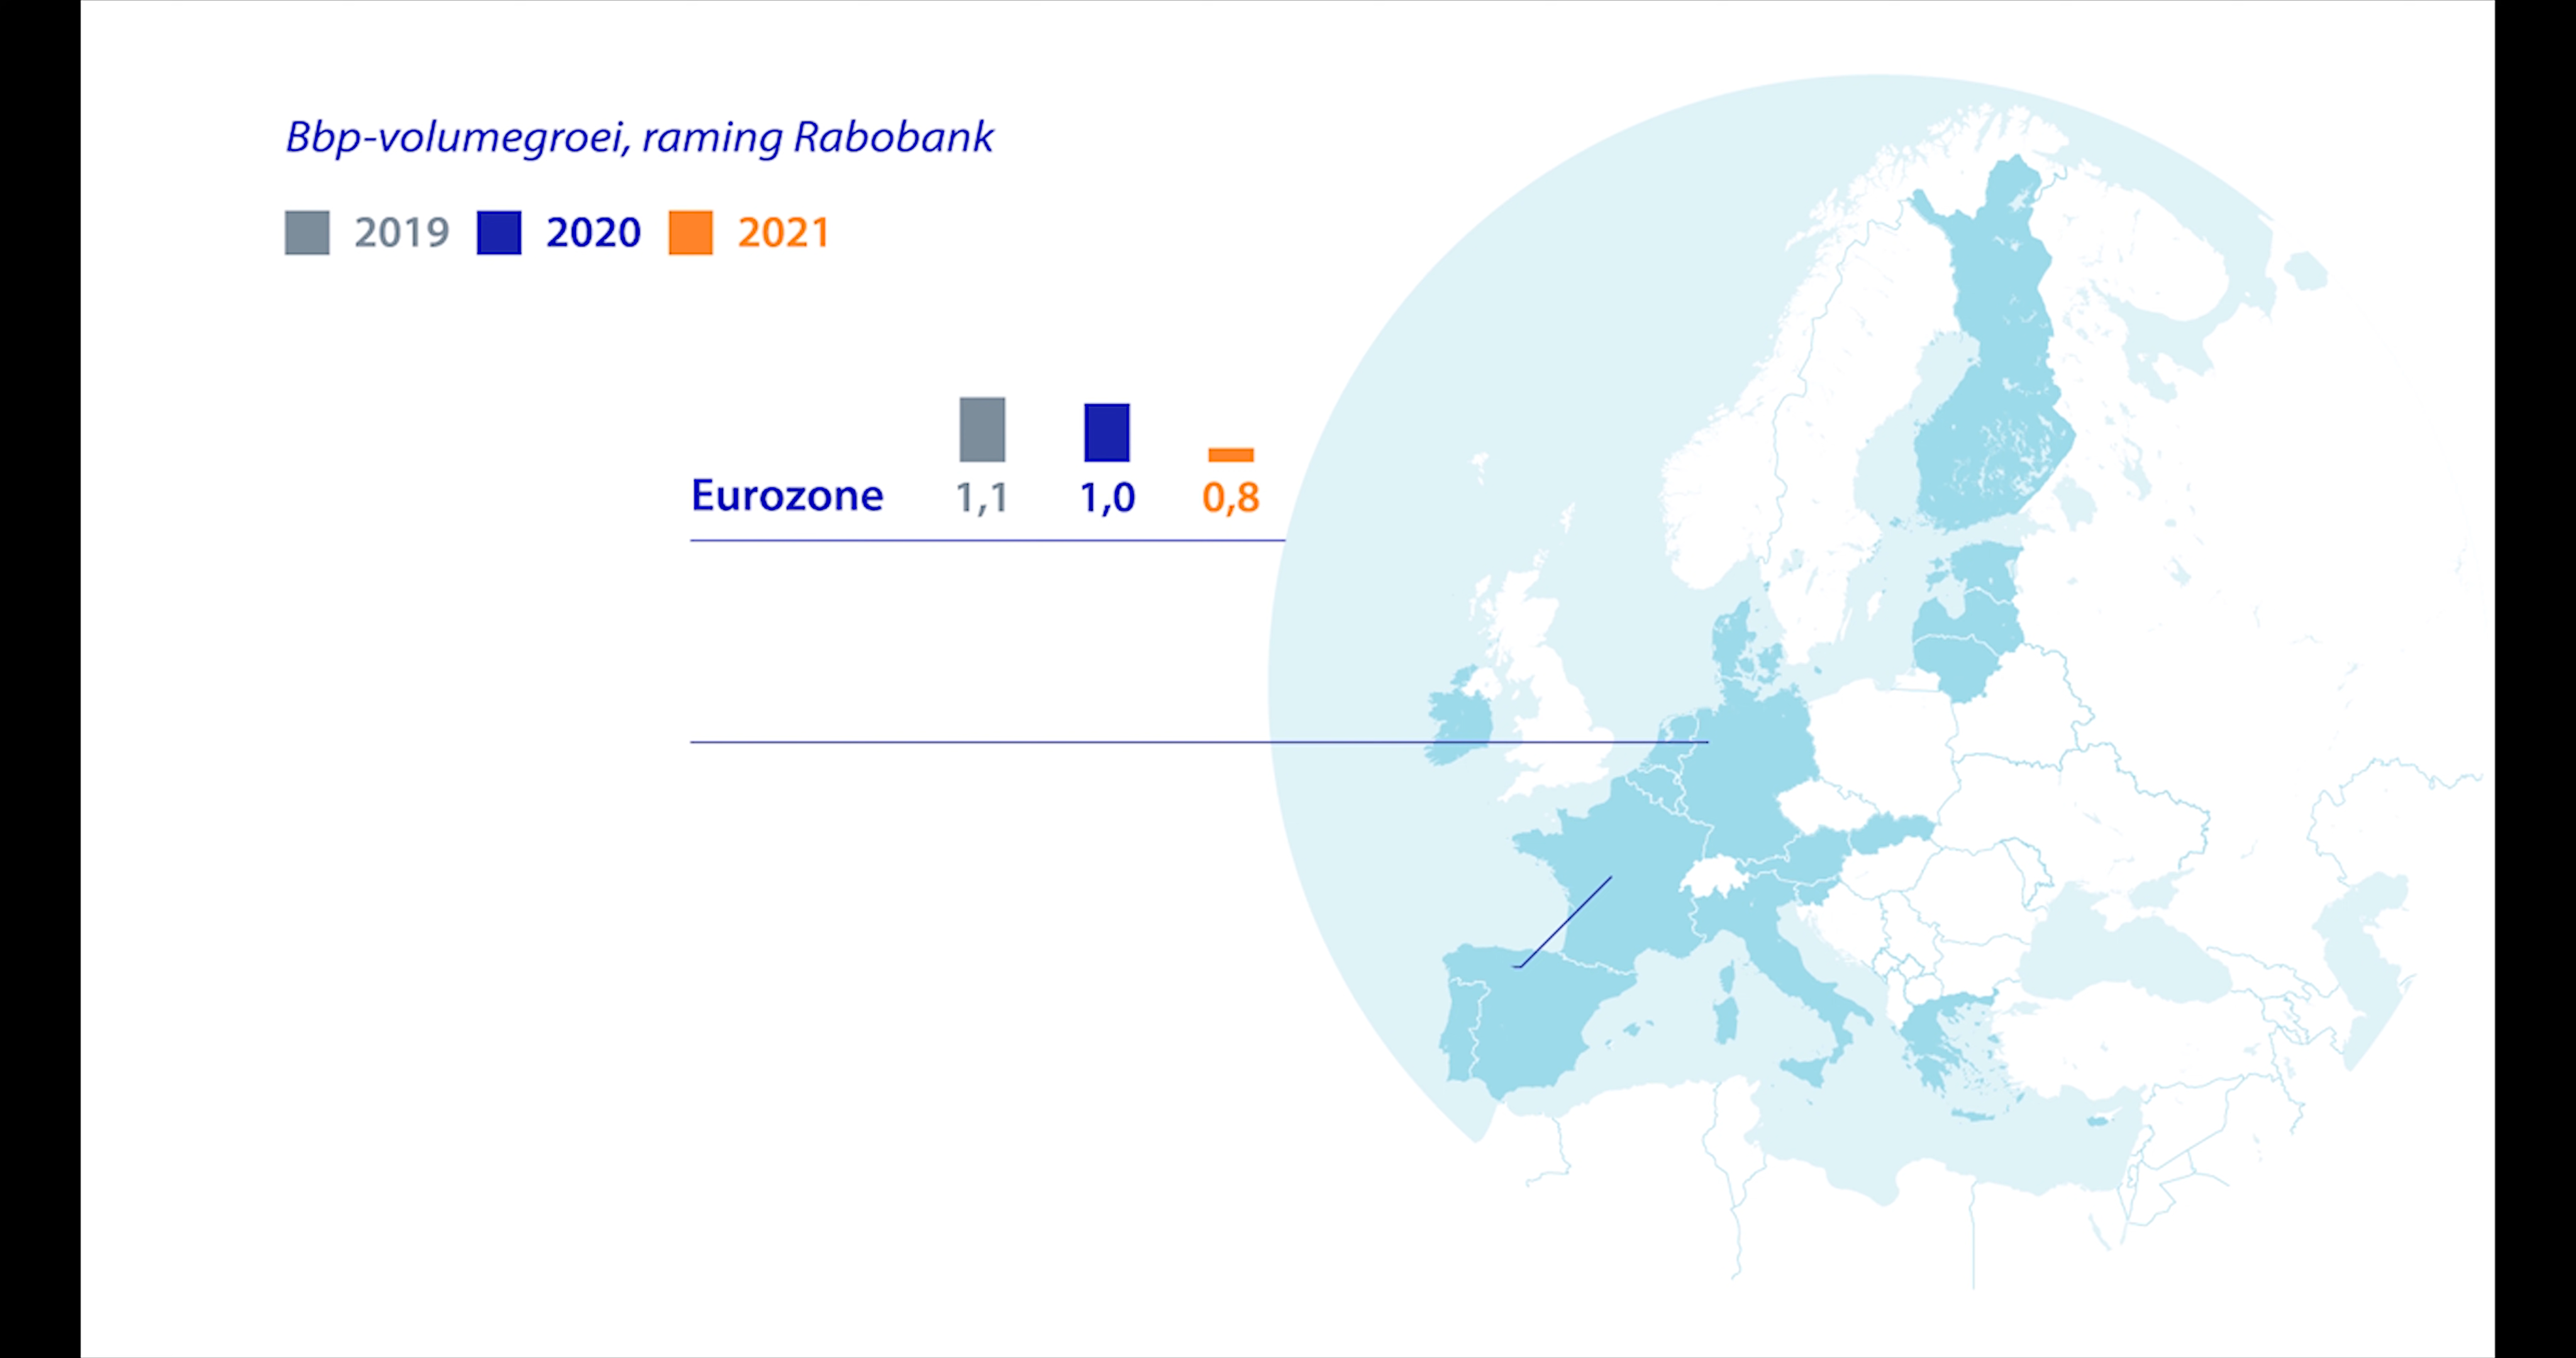 Bbp-volumegroei, raming Rabobank
2019 2020 2021
Eurozone 1,1 1,0 0,8